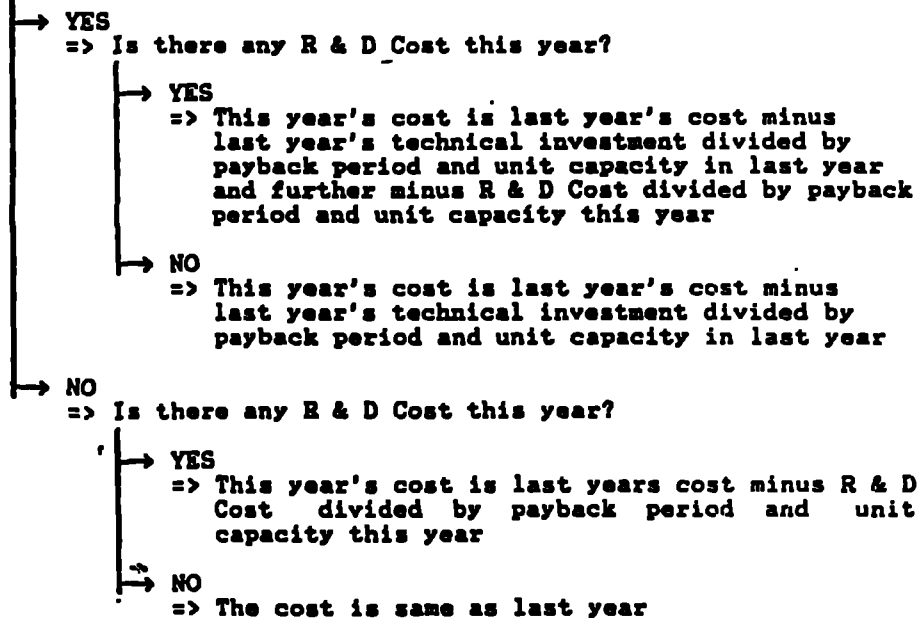 → YES
=> Is there any R & D Cost this year?
→ YES
=> This year's cost is last year's cost minus
last year's technical investment divided by
payback period and unit capacity in last year
and further minus R & D Cost divided by payback
period and unit capacity this year
→ NO
=> This year's cost is last year's cost minus
last year's technical investment divided by
payback period and unit capacity in last year
→ NO
=> Is there any R & D Cost this year?
→ YES
=> This year's cost is last years cost minus R & D
Cost divided by payback period and unit
capacity this year
→ NO
=> The cost is same as last year